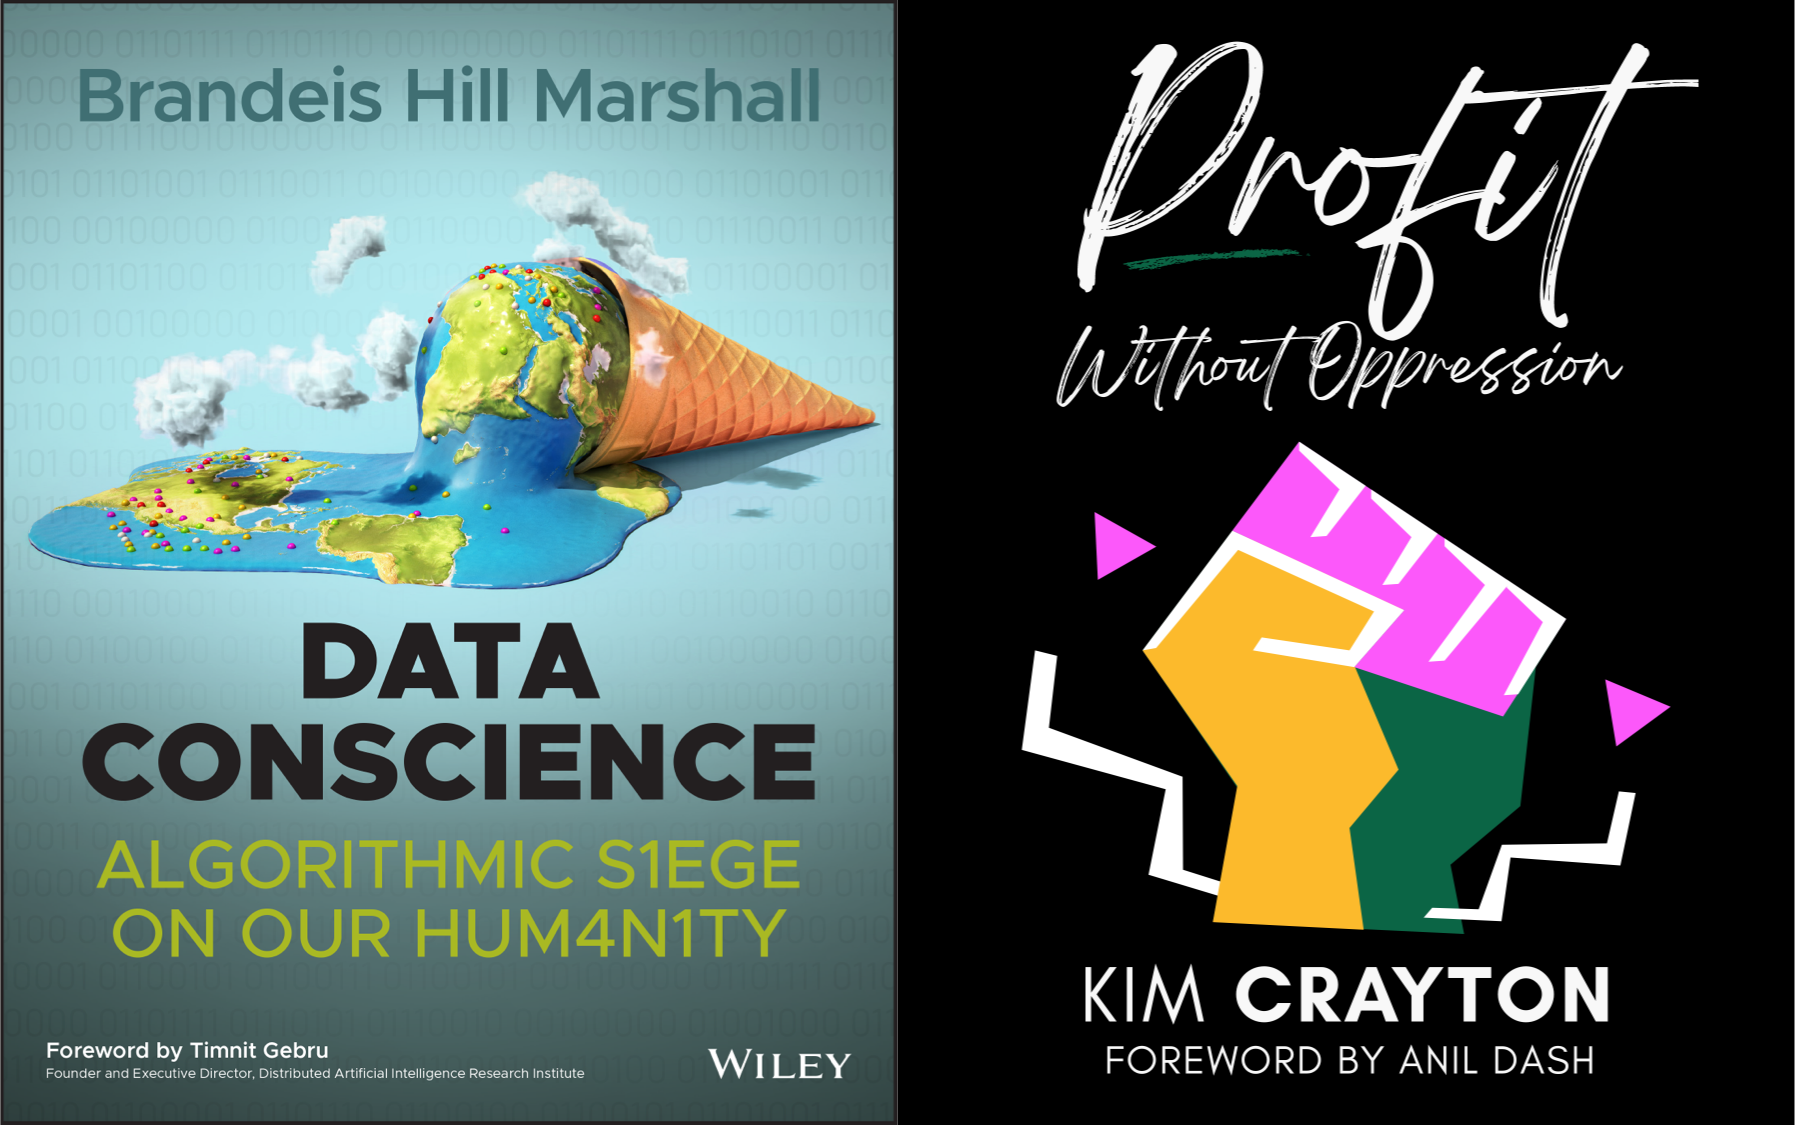 Brandeis Hill Marshall
DATA
CONSCIENCE
ALGORITHMIC S1EGE
ON OUR HUM4N1TY
Foreword by Timnit Gebru
Founder and Executive Director, Distributed Artificial Intelligence Research Institute
WILEY
Profit
Without Oppression
KIM CRAYTON
FOREWORD BY ANIL DASH